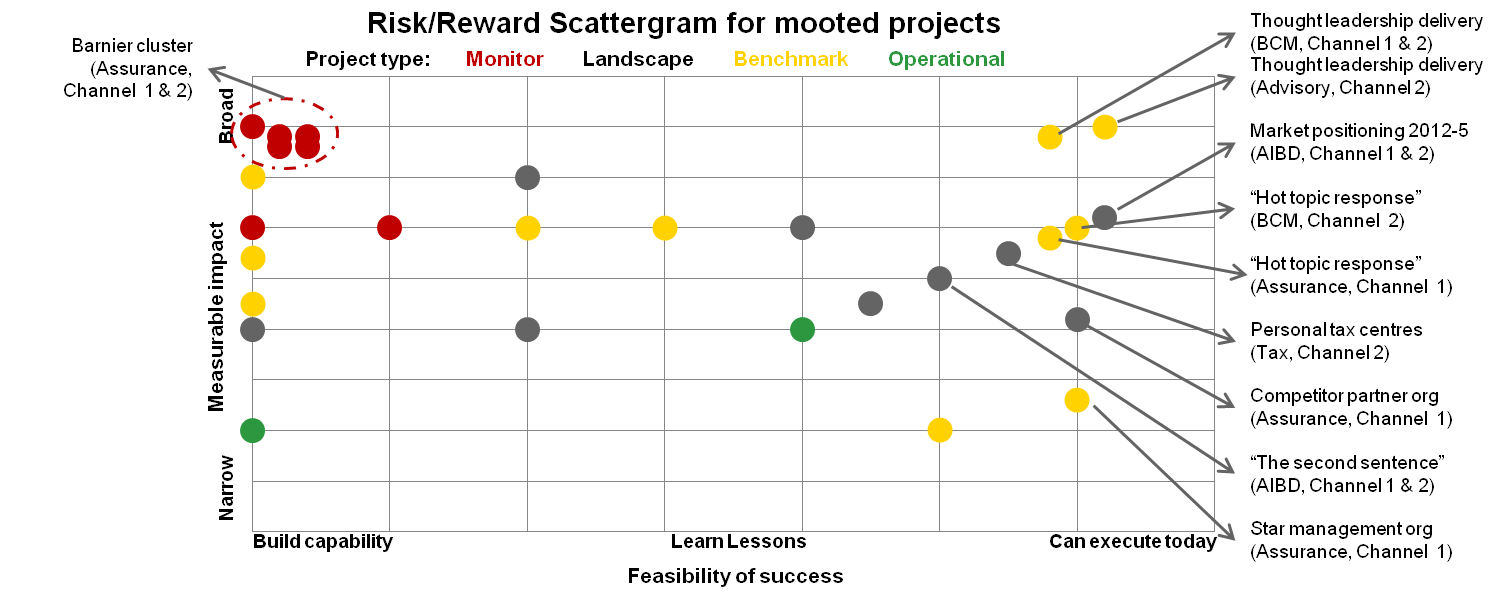 Risk/Reward Scattergram for mooted projects
Project type: Monitor Landscape Benchmark Operational
Barnier cluster
(Assurance,
Channel 1 & 2)
Broad
Measurable impact
Narrow
Build capability
Learn Lessons
Can execute today
Feasibility of success
Thought leadership delivery
(BCM, Channel 1 & 2)
Thought leadership delivery
(Advisory, Channel 2)
Market positioning 2012-5
(AIBD, Channel 1 & 2)
“Hot topic response”
(BCM, Channel 2)
“Hot topic response”
(Assurance, Channel 1)
Personal tax centres
(Tax, Channel 2)
Competitor partner org
(Assurance, Channel 1)
“The second sentence”
(AIBD, Channel 1 & 2)
Star management org
(Assurance, Channel 1)